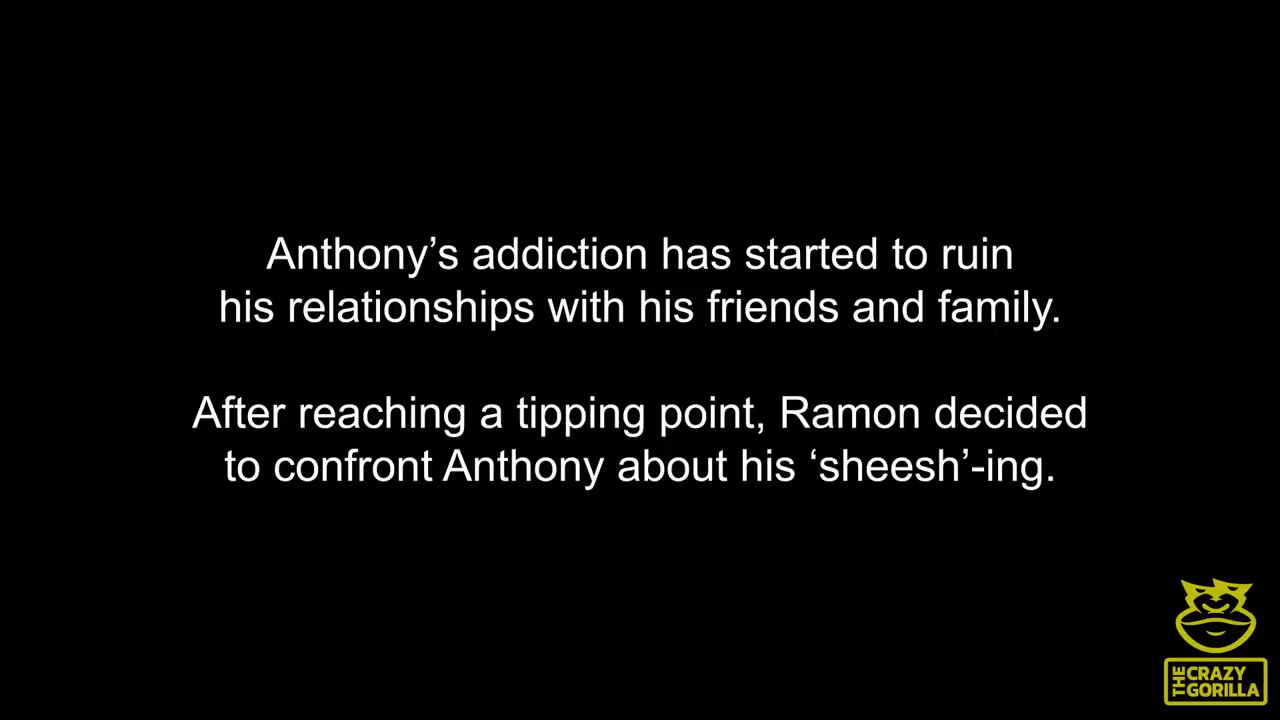 Anthony’s addiction has started to ruin
his relationships with his friends and family.
After reaching a tipping point, Ramon decided
to confront Anthony about his ‘sheesh’-ing.
THE CRAZY
GORILLA